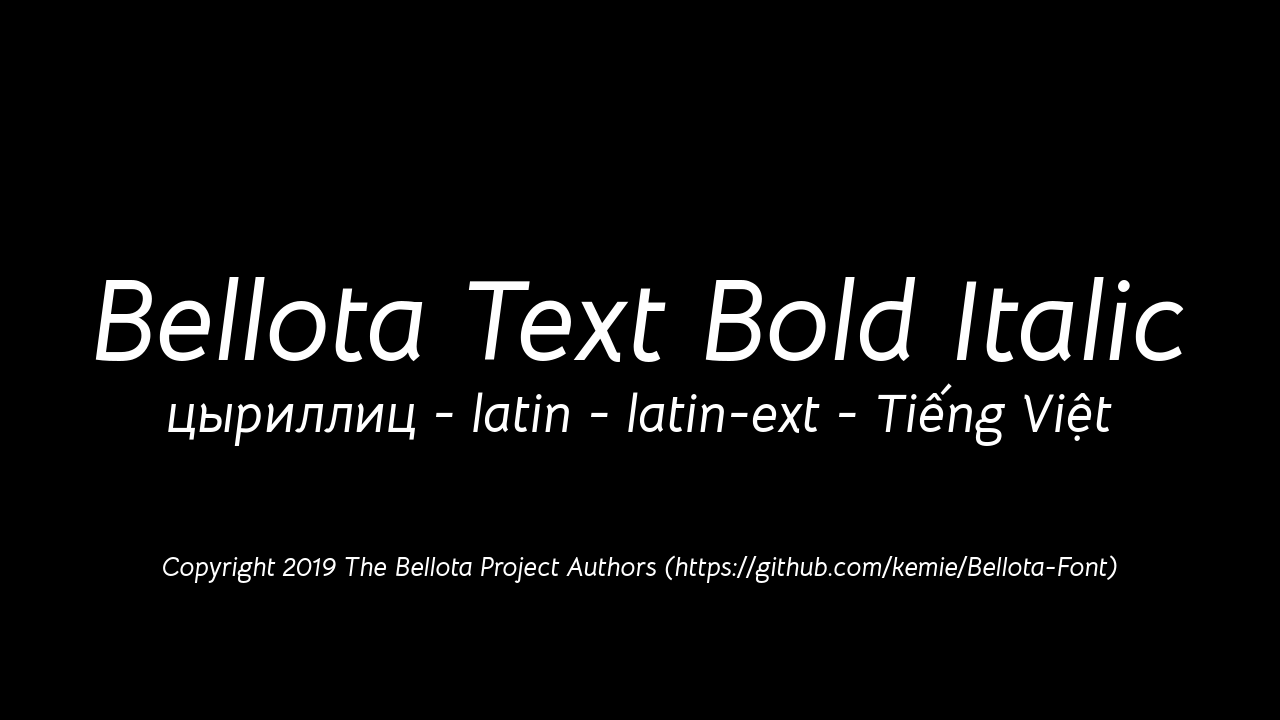 Bellota Text Bold Italic
цыриллиц - latin - latin-ext - Tiếng Việt
Copyright 2019 The Bellota Project Authors (https://github.com/kemie/Bellota-Font)